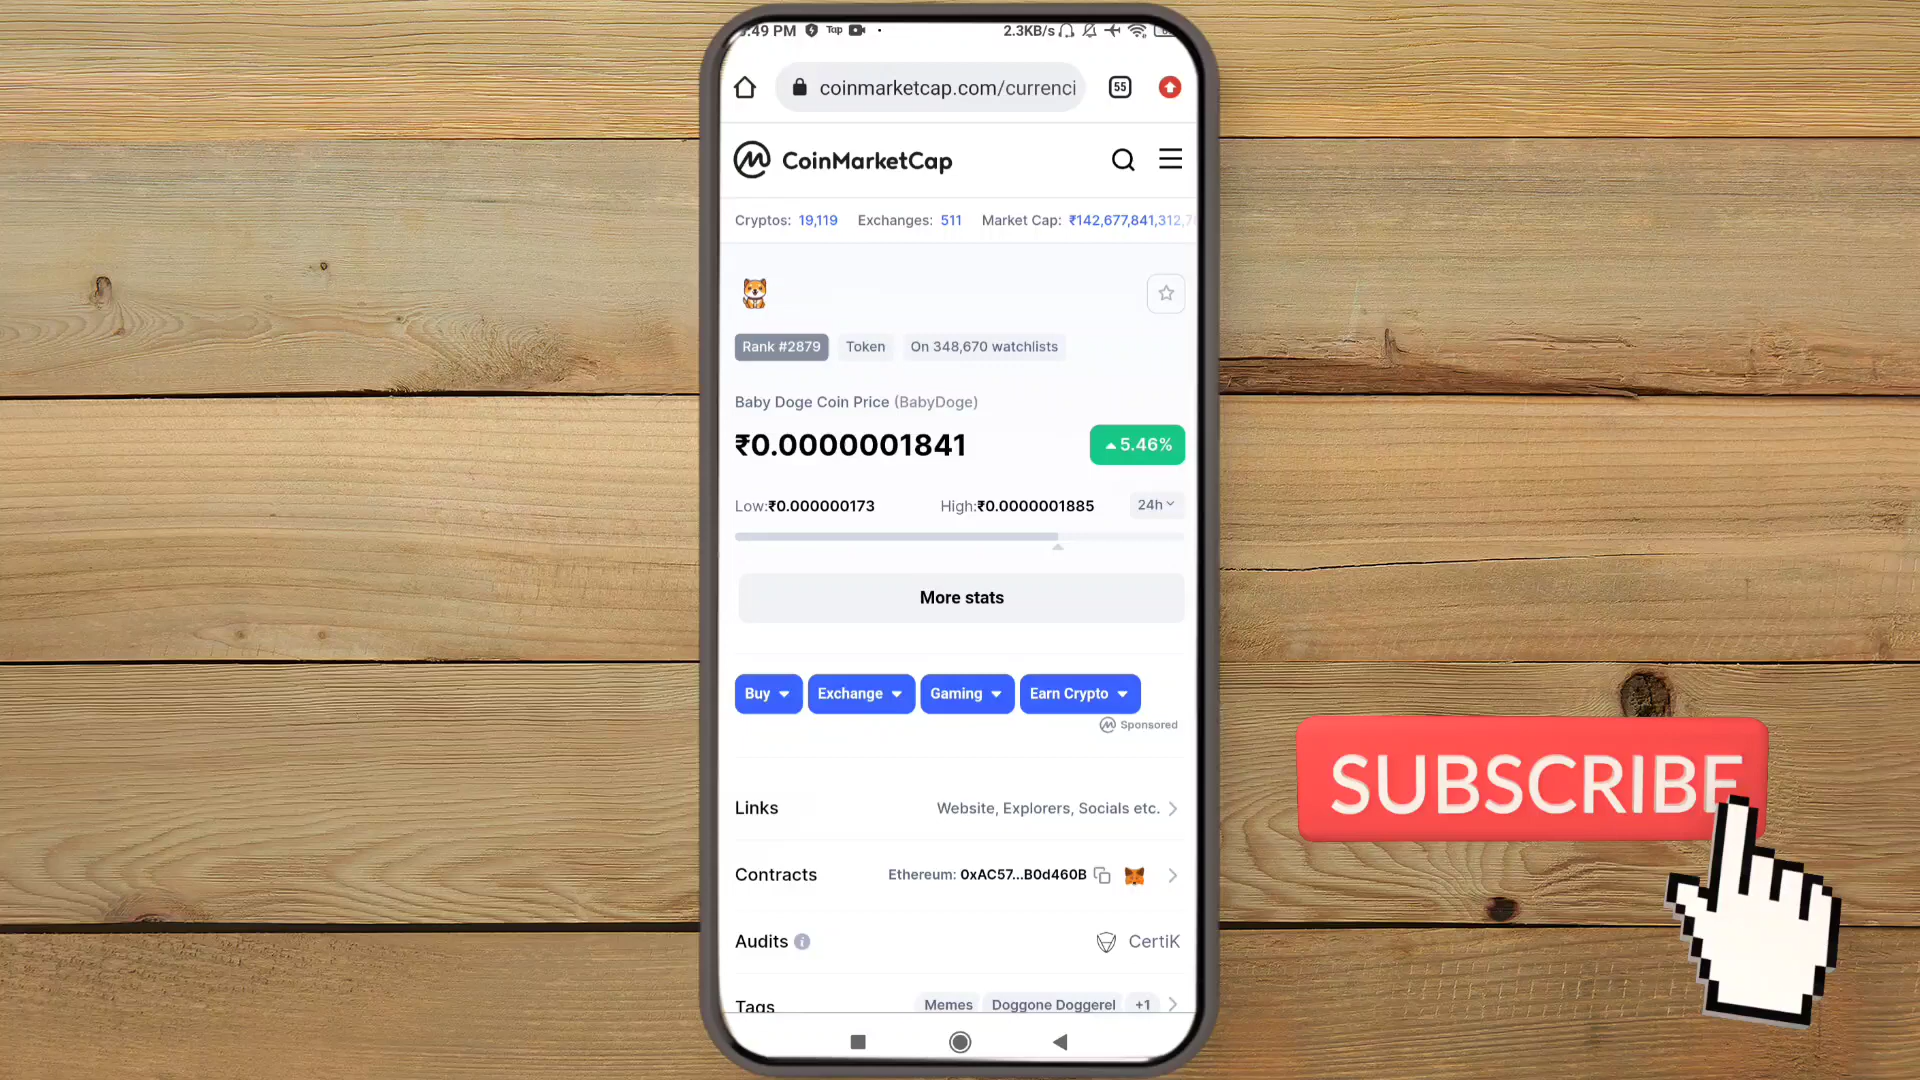 :49 PM Tap 2.3KB/s
coinmarketcap.com/currenci 55
CoinMarketCap
Cryptos: 19,119 Exchanges: 511 Market Cap: ₹142,677,841,312,7
Rank #2879 Token On 348,670 watchlists
Baby Doge Coin Price (BabyDoge)
₹0.0000001841 5.46%
Low:₹0.000000173 High:₹0.0000001885 24h
More stats
Buy Exchange Gaming Earn Crypto
Sponsored
SUBSCRIBE
Links Website, Explorers, Socials etc.
Contracts Ethereum: 0xAC57...B0d460B
Audits CertiK
Tags Memes Doggone Doggerel +1